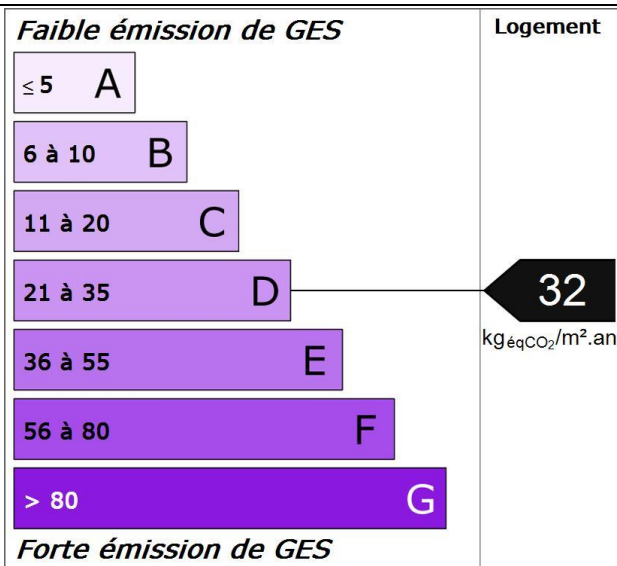 Faible émission de GES
Logement
≤ 5 A
6 à 10 B
11 à 20 C
21 à 35 D
32
kgéqCO₂/m².an
36 à 55 E
56 à 80 F
> 80 G
Forte émission de GES